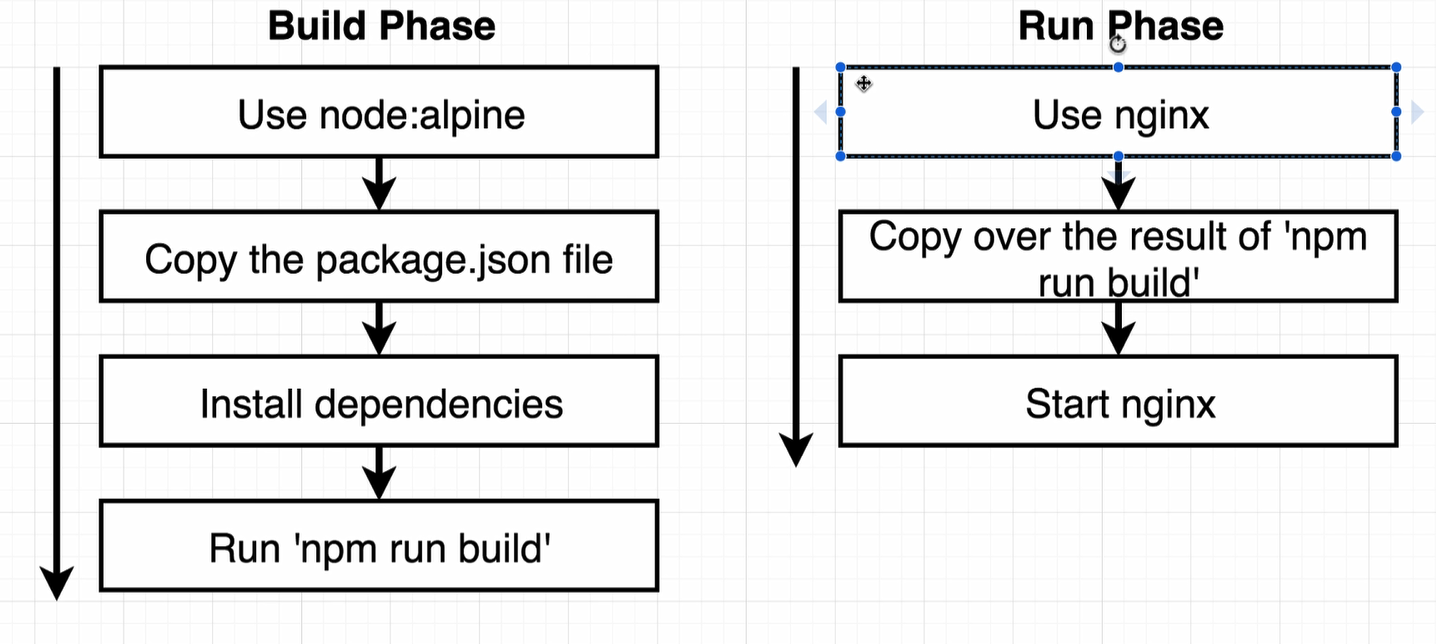 Build Phase
Use node:alpine
Copy the package.json file
Install dependencies
Run 'npm run build'
Run Phase
Use nginx
Copy over the result of 'npm
run build'
Start nginx